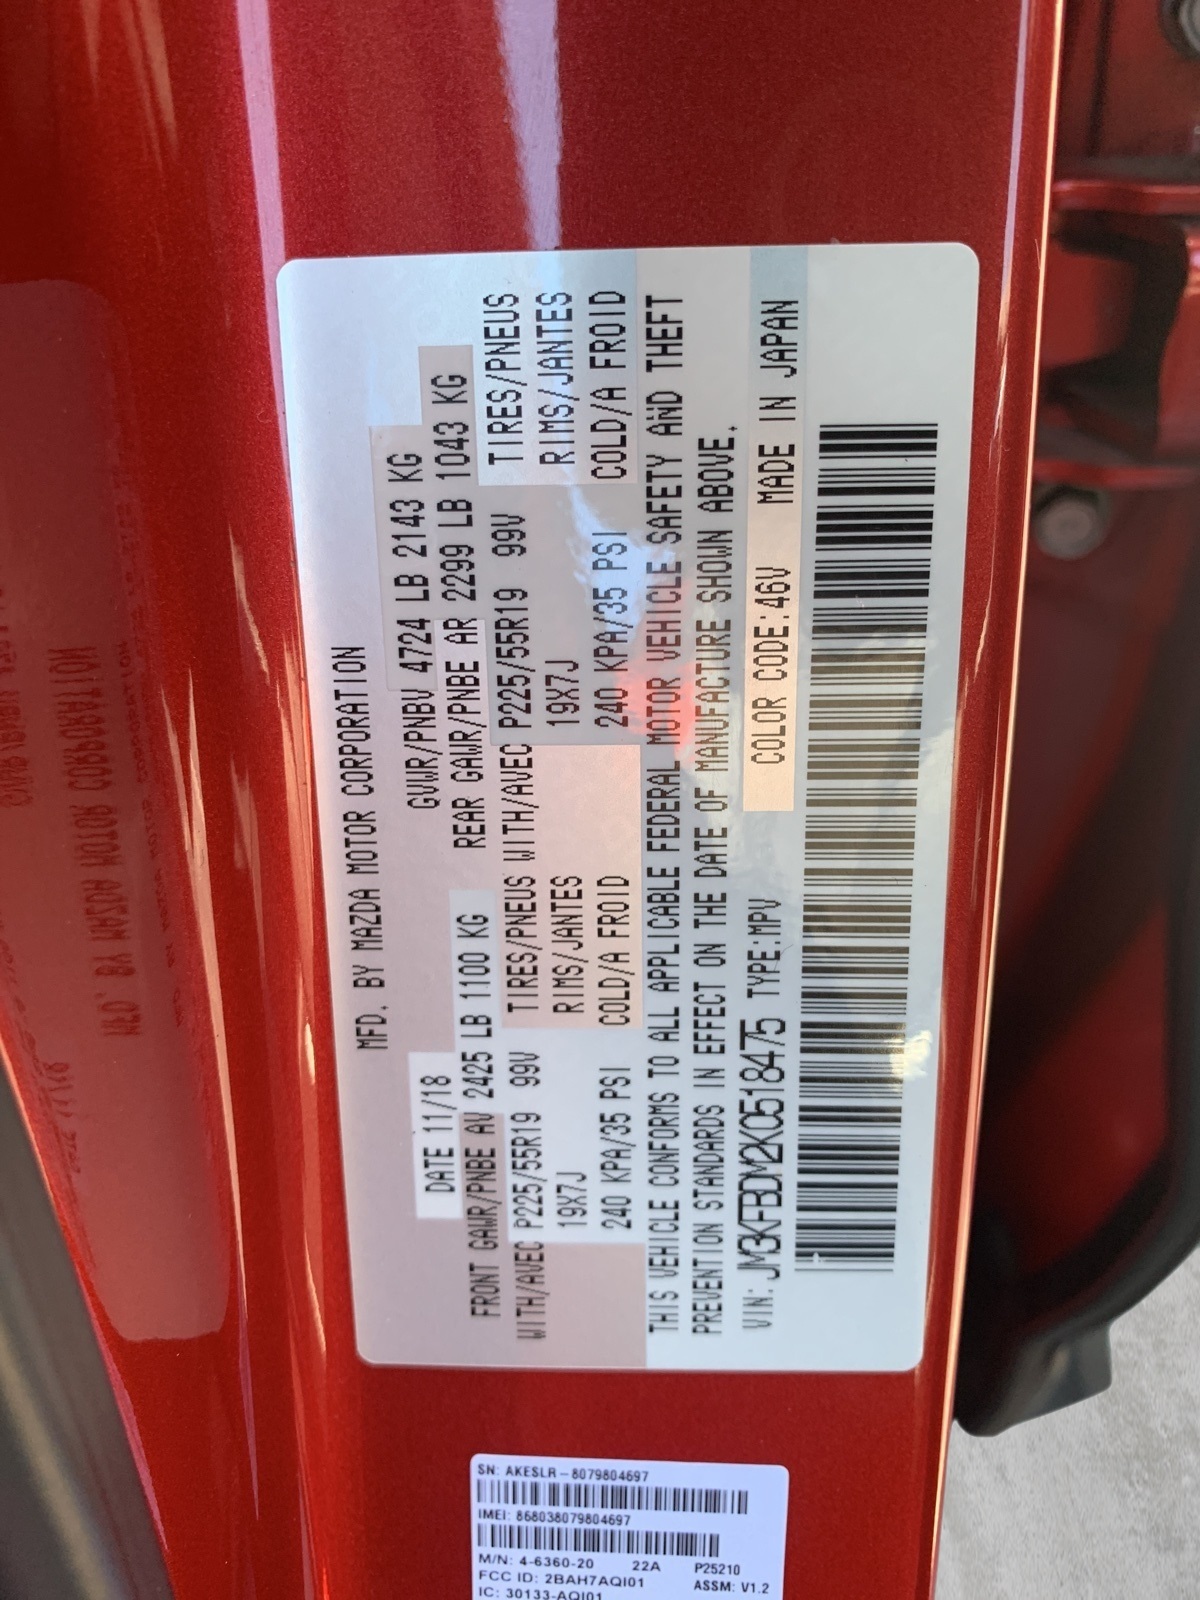 MFD. BY MAZDA MOTOR CORPORATION
DATE 11/18 GVWR/PNBV 4724 LB 2143 KG
FRONT GAWR/PNBE AV 2425 LB 1100 KG REAR GAWR/PNBE AR 2299 LB 1043 KG
WITH/AVEC P225/55R19 99V TIRES/PNEUS WITH/AVEC P225/55R19 99V TIRES/PNEUS
19X7J RIMS/JANTES 19X7J RIMS/JANTES
240 KPA/35 PSI COLD/A FROID 240 KPA/35 PSI COLD/A FROID
THIS VEHICLE CONFORMS TO ALL APPLICABLE FEDERAL MOTOR VEHICLE SAFETY AND THEFT
PREVENTION STANDARDS IN EFFECT ON THE DATE OF MANUFACTURE SHOWN ABOVE.
VIN: JM3KFBDM2K0518475 TYPE:MPV COLOR CODE:46V MADE IN JAPAN
SN: AKESLR-8079804697
IMEI: 868038079804697
M/N: 4-6360-20 22A P25210
FCC ID: 2BAH7AQI01 ASSM: V1.2
IC: 30133-AQI01